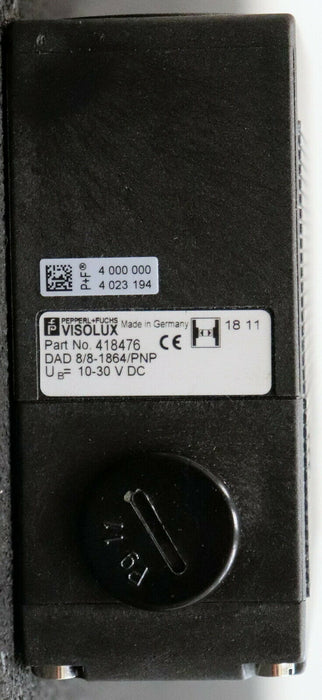 P+F®
4 000 000
4 023 194
PEPPERL+FUCHS
VISOLUX Made in Germany
18 11
Part No. 418476 CE
DAD 8/8-1864/PNP
UB= 10-30 V DC
Pg 11